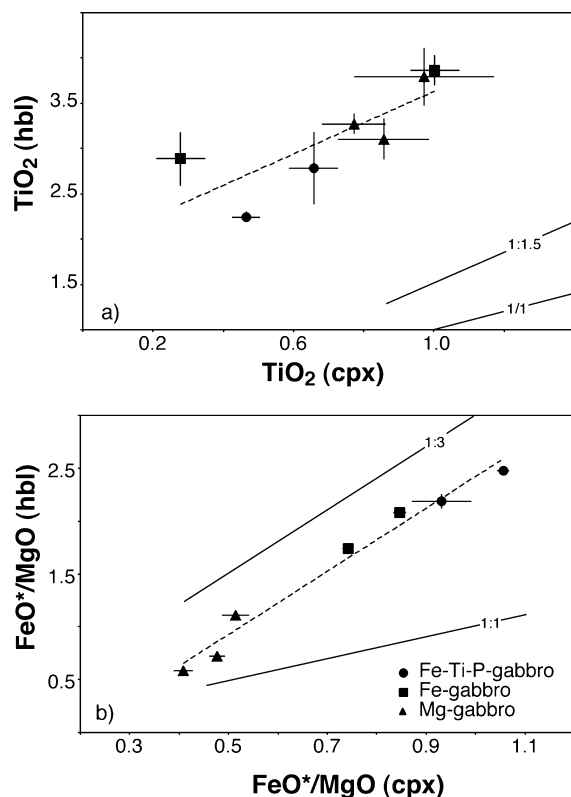 3.5
2.5
1.5
TiO₂ (hbl)
1:1.5
1/1
a)
0.2
0.6
1.0
TiO₂ (cpx)
2.5
1.5
0.5
FeO*/MgO (hbl)
1:3
1:1
Fe-Ti-P-gabbro
Fe-gabbro
Mg-gabbro
b)
0.3
0.5
0.7
0.9
1.1
FeO*/MgO (cpx)